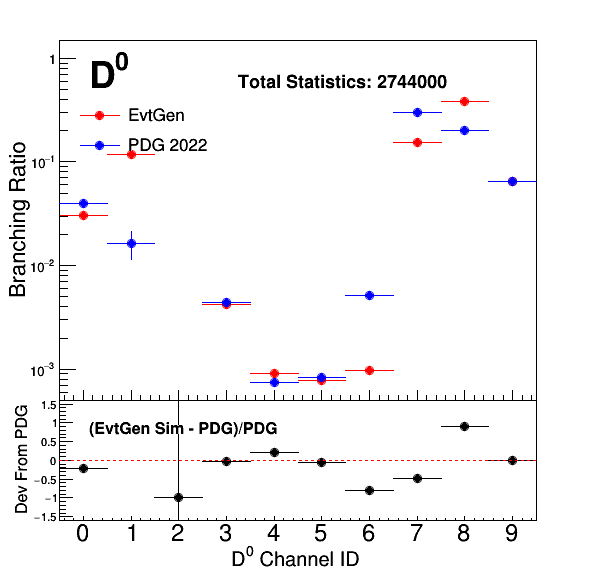 D0
Total Statistics: 2744000
EvtGen
PDG 2022
Branching Ratio
1
10−1
10−2
10−3
(EvtGen Sim - PDG)/PDG
Dev From PDG
1.5
1
0.5
0
−0.5
−1
−1.5
0 1 2 3 4 5 6 7 8 9
D0 Channel ID